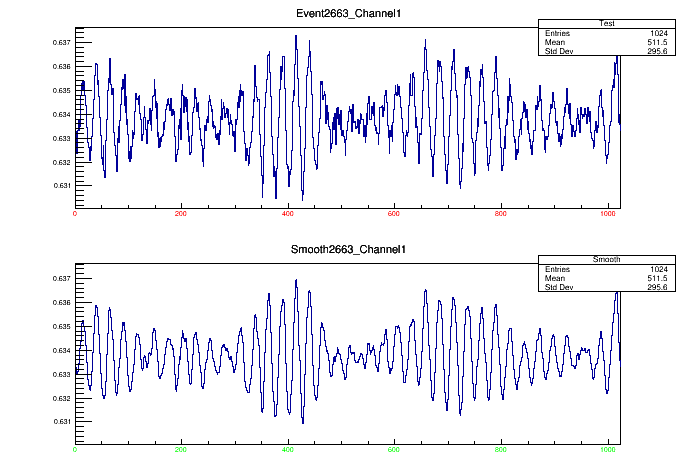 Event2663_Channel1
Test
Entries 1024
Mean 511.5
Std Dev 295.6
0.637
0.636
0.635
0.634
0.633
0.632
0.631
0 200 400 600 800 1000
Smooth2663_Channel1
Smooth
Entries 1024
Mean 511.5
Std Dev 295.6
0.637
0.636
0.635
0.634
0.633
0.632
0.631
0 200 400 600 800 1000